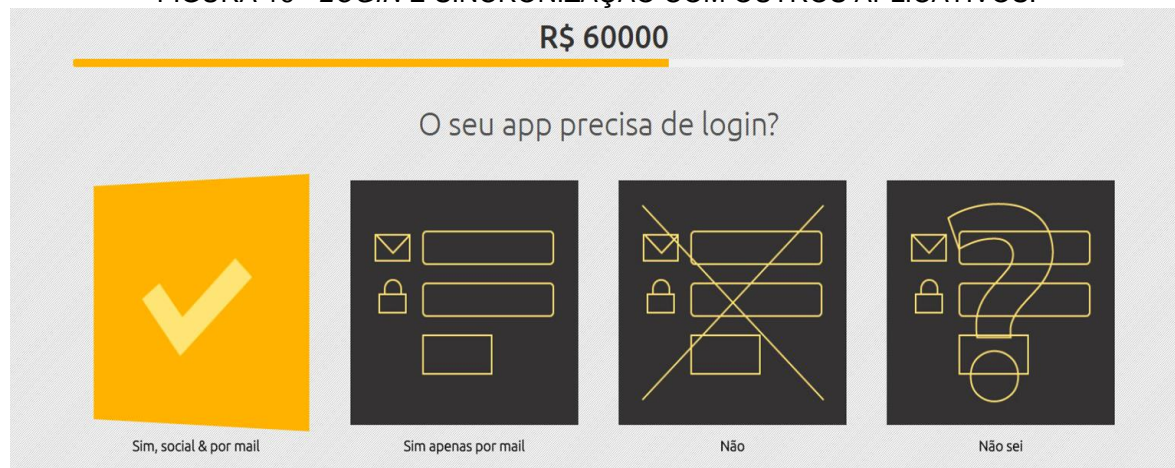 R$ 60000
O seu app precisa de login?
Sim, social & por mail
Sim apenas por mail
Não
Não sei